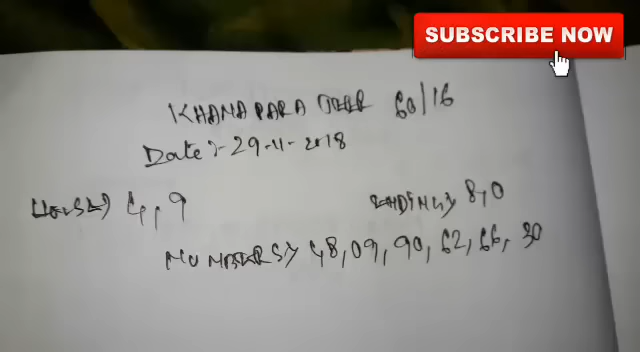 SUBSCRIBE NOW
KHANAPARA TEER 60/16
Date :- 29-11-2018
HOUSE> 4, 9
ENDING> 8,0
NUMBERS> 48,09,90,62,66,30